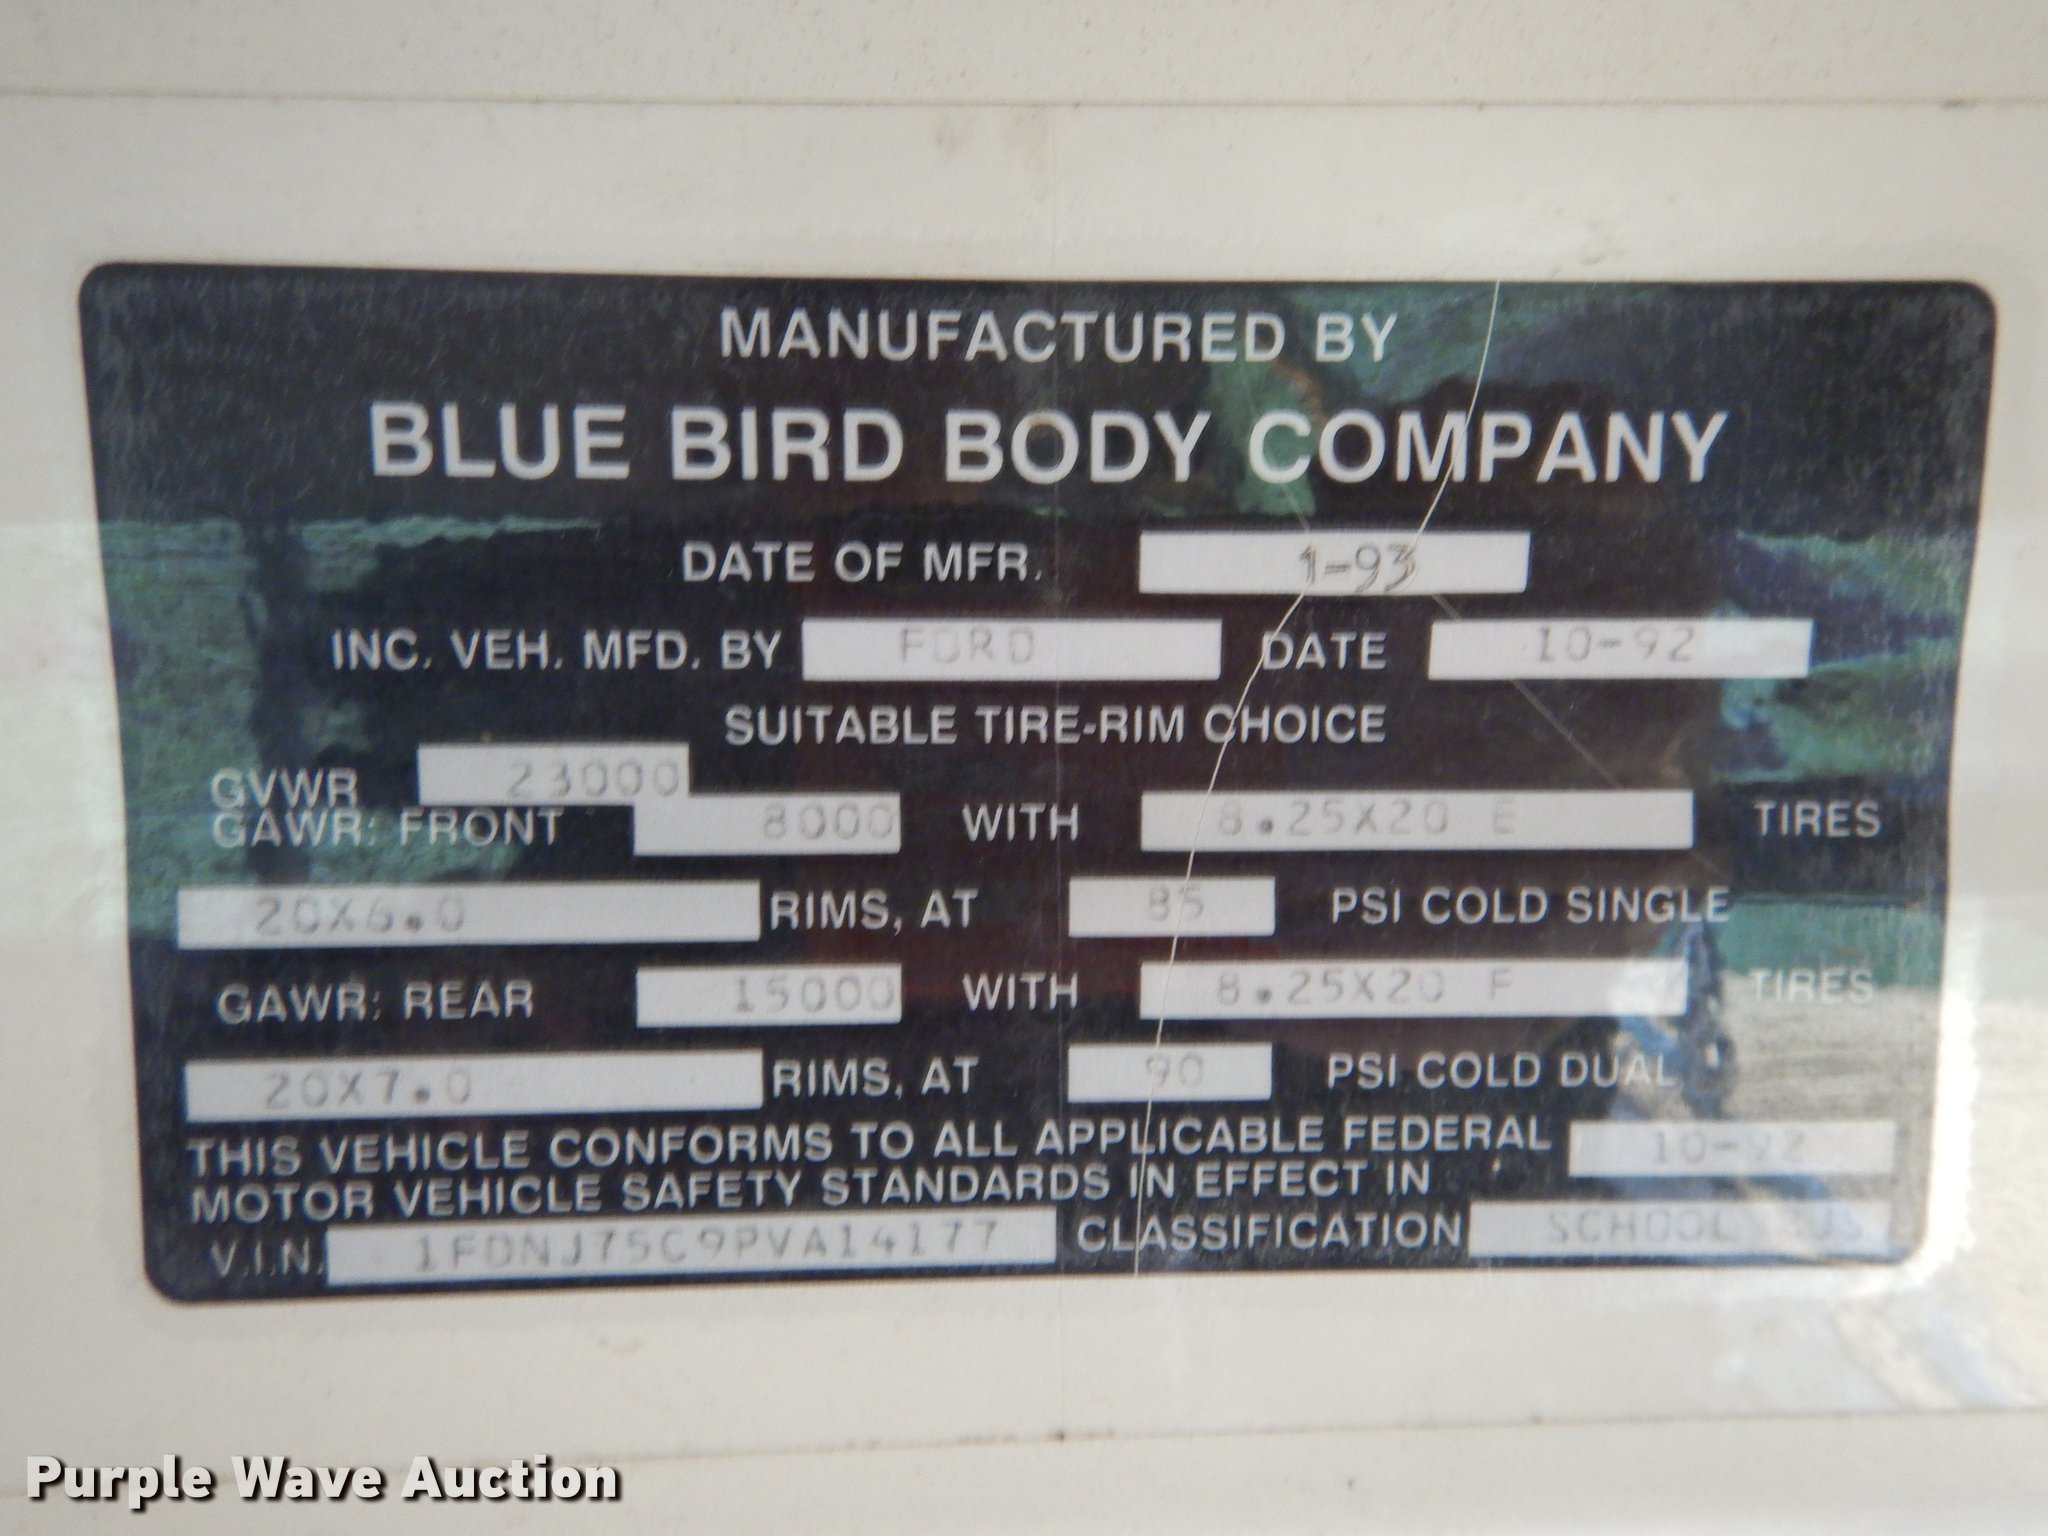 MANUFACTURED BY
BLUE BIRD BODY COMPANY
DATE OF MFR. 1-93
INC. VEH. MFD. BY FORD DATE 10-92
SUITABLE TIRE-RIM CHOICE
GVWR 23000
GAWR: FRONT 8000 WITH 8.25X20 E TIRES
20X6.0 RIMS, AT 85 PSI COLD SINGLE
GAWR: REAR 15000 WITH 8.25X20 F TIRES
20X7.0 RIMS, AT 90 PSI COLD DUAL
THIS VEHICLE CONFORMS TO ALL APPLICABLE FEDERAL
MOTOR VEHICLE SAFETY STANDARDS IN EFFECT IN 10-92
V.I.N. 1FDNJ75C9PVA14177 CLASSIFICATION SCHOOL BUS
Purple Wave Auction